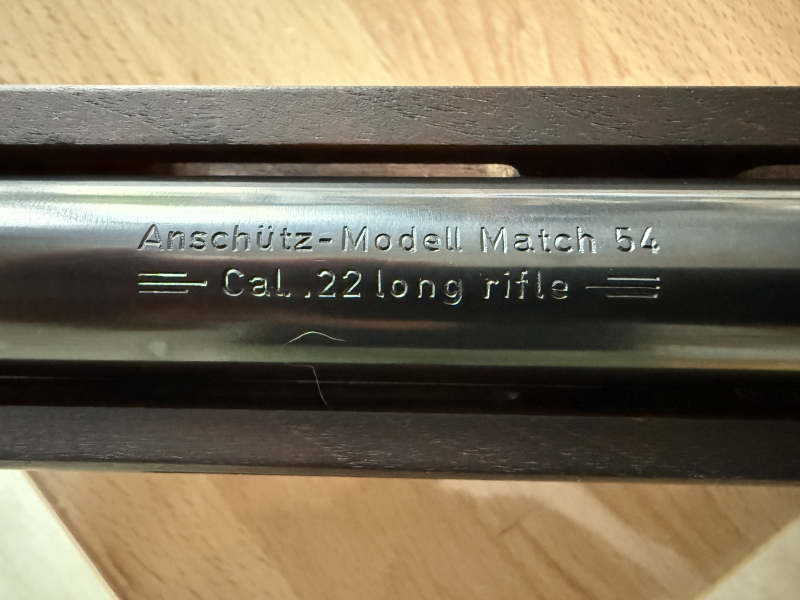 Anschütz-Modell Match 54
Cal. .22 long rifle